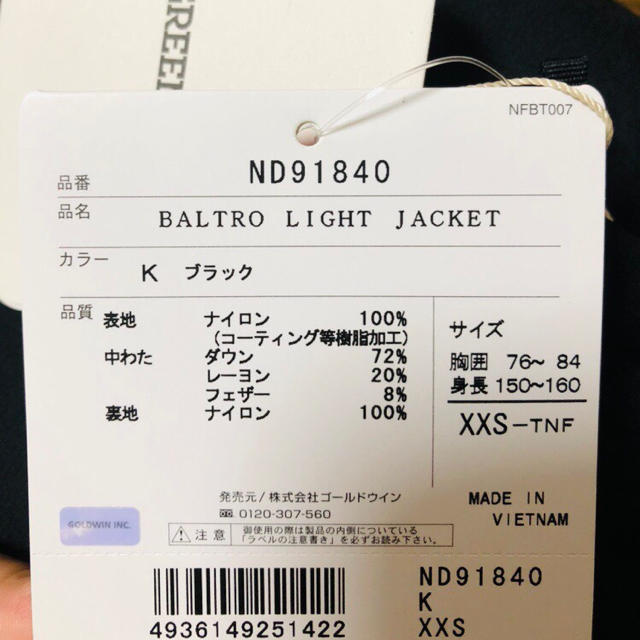 GREEN
NFBT007
品番 ND91840
品名 BALTRO LIGHT JACKET
カラー K ブラック
品質 表地 ナイロン 100%
(コーティング等樹脂加工)
中わた ダウン 72%
レーヨン 20%
フェザー 8%
裏地 ナイロン 100%
サイズ
胸囲 76~ 84
身長 150~160
XXS-TNF
発売元/株式会社ゴールドウイン
0120-307-560
GOLDWIN INC.
注意 御使用の際は製品の内側についている
「ラベルの注意書き」を必ずお読み下さい。
MADE IN
VIETNAM
4936149251422
ND91840
K
XXS